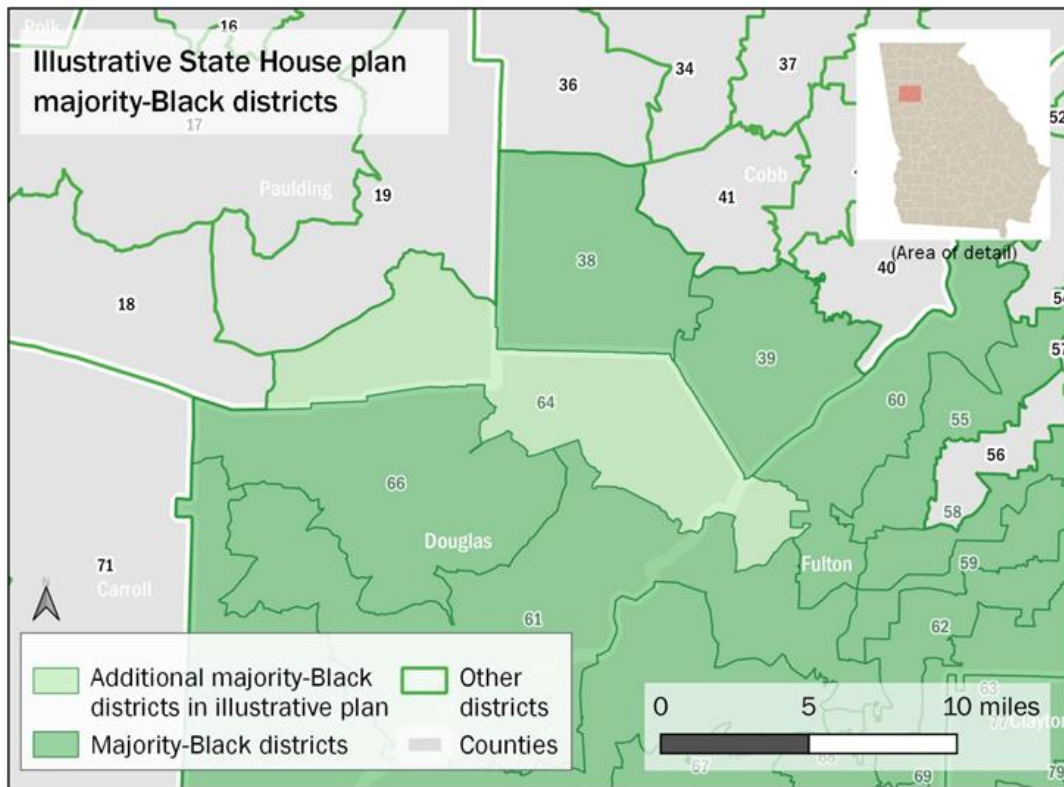 Polk
16
Illustrative State House plan
majority-Black districts
17
36
34
37
52
Paulding
19
41
Cobb
(Area of detail)
40
38
18
54
57
39
64
60
55
56
66
58
Douglas
71
Carroll
Fulton
59
N
61
62
Additional majority-Black
districts in illustrative plan
Other
districts
Majority-Black districts
Counties
0 5 10 miles
63
77
Clayton
67
68
69
79